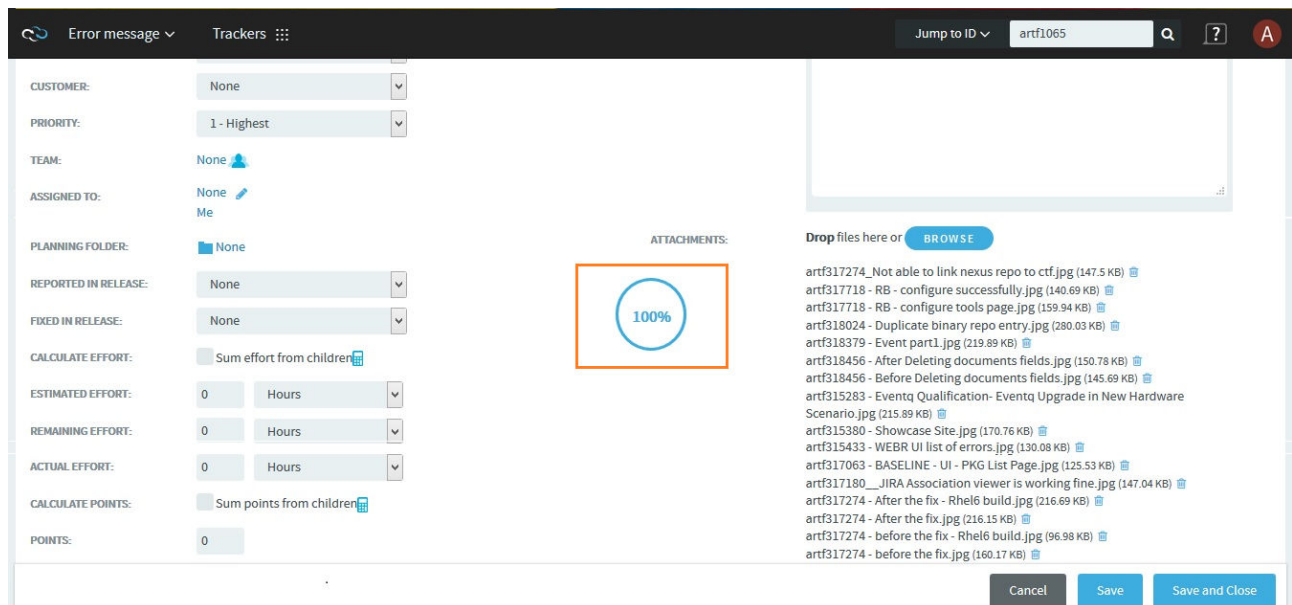 Error message
Trackers
Jump to ID
artf1065
?
A
CUSTOMER:
None
PRIORITY:
1 - Highest
TEAM:
None
ASSIGNED TO:
None
Me
PLANNING FOLDER:
None
REPORTED IN RELEASE:
None
FIXED IN RELEASE:
None
CALCULATE EFFORT:
Sum effort from children
ESTIMATED EFFORT:
0 Hours
REMAINING EFFORT:
0 Hours
ACTUAL EFFORT:
0 Hours
CALCULATE POINTS:
Sum points from children
POINTS:
0
ATTACHMENTS:
100%
Drop files here or BROWSE
artf317274_Not able to link nexus repo to ctf.jpg (147.5 KB)
artf317718 - RB - configure successfully.jpg (140.69 KB)
artf317718 - RB - configure tools page.jpg (159.94 KB)
artf318024 - Duplicate binary repo entry.jpg (280.03 KB)
artf318379 - Event part1.jpg (219.89 KB)
artf318456 - After Deleting documents fields.jpg (150.78 KB)
artf318456 - Before Deleting documents fields.jpg (145.69 KB)
artf315283 - Eventq Qualification- Eventq Upgrade in New Hardware
Scenario.jpg (215.89 KB)
artf315380 - Showcase Site.jpg (170.76 KB)
artf315433 - WEBR UI list of errors.jpg (130.08 KB)
artf317063 - BASELINE - UI - PKG List Page.jpg (125.53 KB)
artf317180__JIRA Association viewer is working fine.jpg (147.04 KB)
artf317274 - After the fix - Rhel6 build.jpg (216.69 KB)
artf317274 - After the fix.jpg (216.15 KB)
artf317274 - before the fix - Rhel6 build.jpg (96.98 KB)
artf317274 - before the fix.jpg (160.17 KB)
Cancel
Save
Save and Close